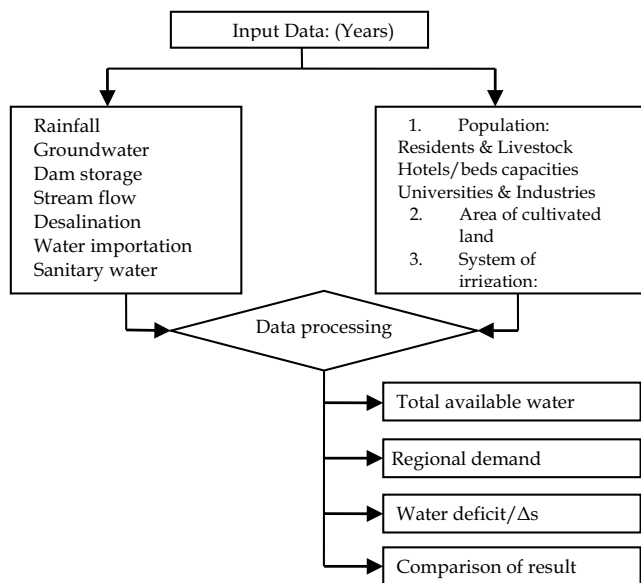 Input Data: (Years)
Rainfall
Groundwater
Dam storage
Stream flow
Desalination
Water importation
Sanitary water
1. Population:
Residents & Livestock
Hotels/beds capacities
Universities & Industries
2. Area of cultivated
land
3. System of
irrigation:
Data processing
Total available water
Regional demand
Water deficit/Δs
Comparison of result